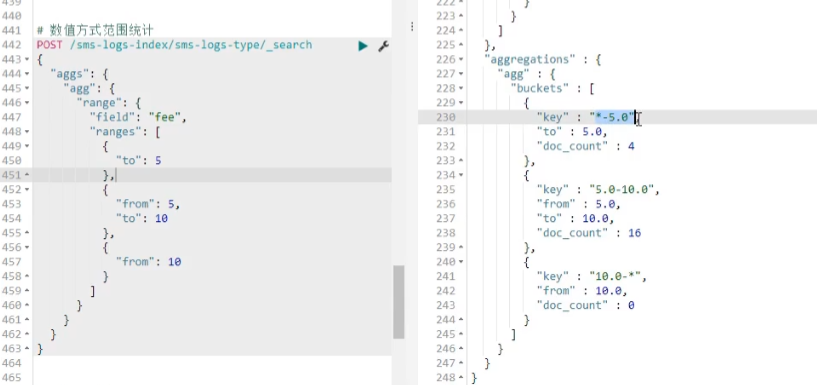 439
440
441 # 数值方式范围统计
442 POST /sms-logs-index/sms-logs-type/_search
443 {
444 "aggs": {
445 "agg": {
446 "range": {
447 "field": "fee",
448 "ranges": [
449 {
450 "to": 5
451 },
452 {
453 "from": 5,
454 "to": 10
455 },
456 {
457 "from": 10
458 }
459 ]
460 }
461 }
462 }
463 }
464
465
222 }
223 }
224 ]
225 },
226 "aggregations" : {
227 "agg" : {
228 "buckets" : [
229 {
230 "key" : "*-5.0",
231 "to" : 5.0,
232 "doc_count" : 4
233 },
234 {
235 "key" : "5.0-10.0",
236 "from" : 5.0,
237 "to" : 10.0,
238 "doc_count" : 16
239 },
240 {
241 "key" : "10.0-*",
242 "from" : 10.0,
243 "doc_count" : 0
244 }
245 ]
246 }
247 }
248 }